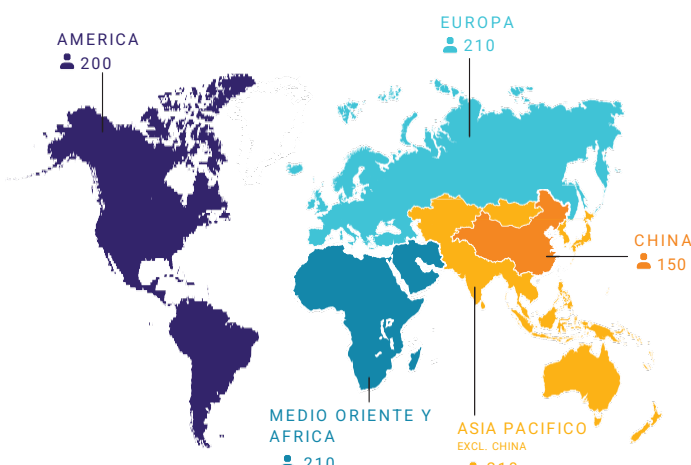 AMERICA
200
EUROPA
210
CHINA
150
MEDIO ORIENTE Y
AFRICA
210
ASIA PACIFICO
EXCL. CHINA